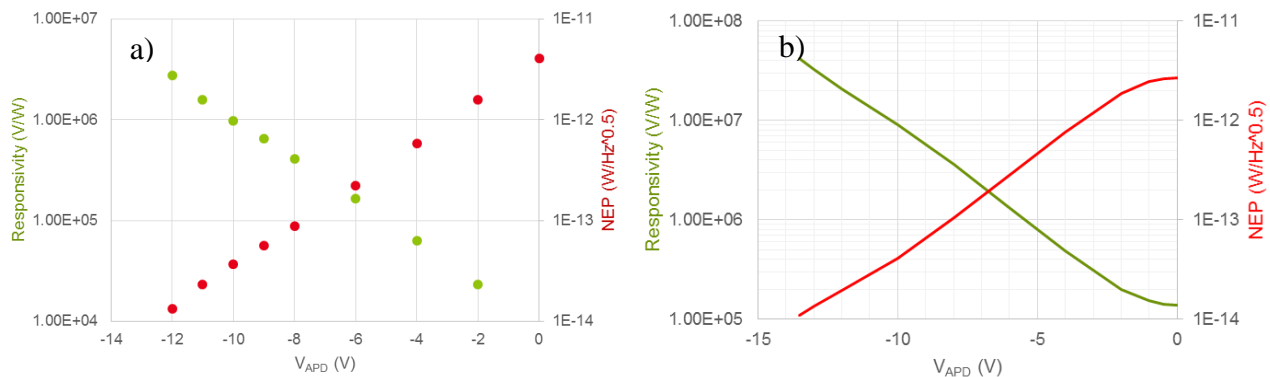 a)
1.00E+07
1.00E+06
1.00E+05
1.00E+04
Responsivity (V/W)
1E-11
1E-12
1E-13
1E-14
NEP (W/Hz^0.5)
-14 -12 -10 -8 -6 -4 -2 0
V_APD (V)
b)
1.00E+08
1.00E+07
1.00E+06
1.00E+05
Responsivity (V/W)
1E-11
1E-12
1E-13
1E-14
NEP (W/Hz^0.5)
-15 -10 -5 0
V_APD (V)